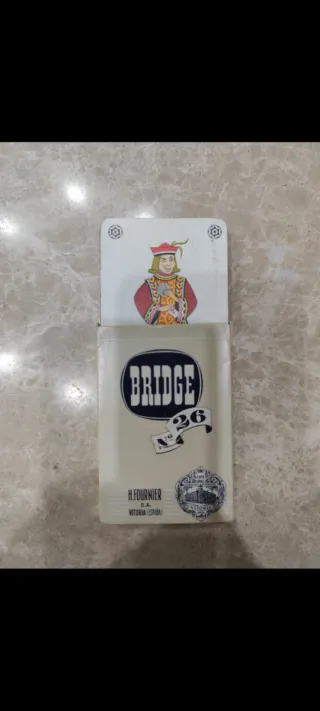 BRIDGE
Nº 26
H.FOURNIER
S.A.
VITORIA (ESPAÑA)